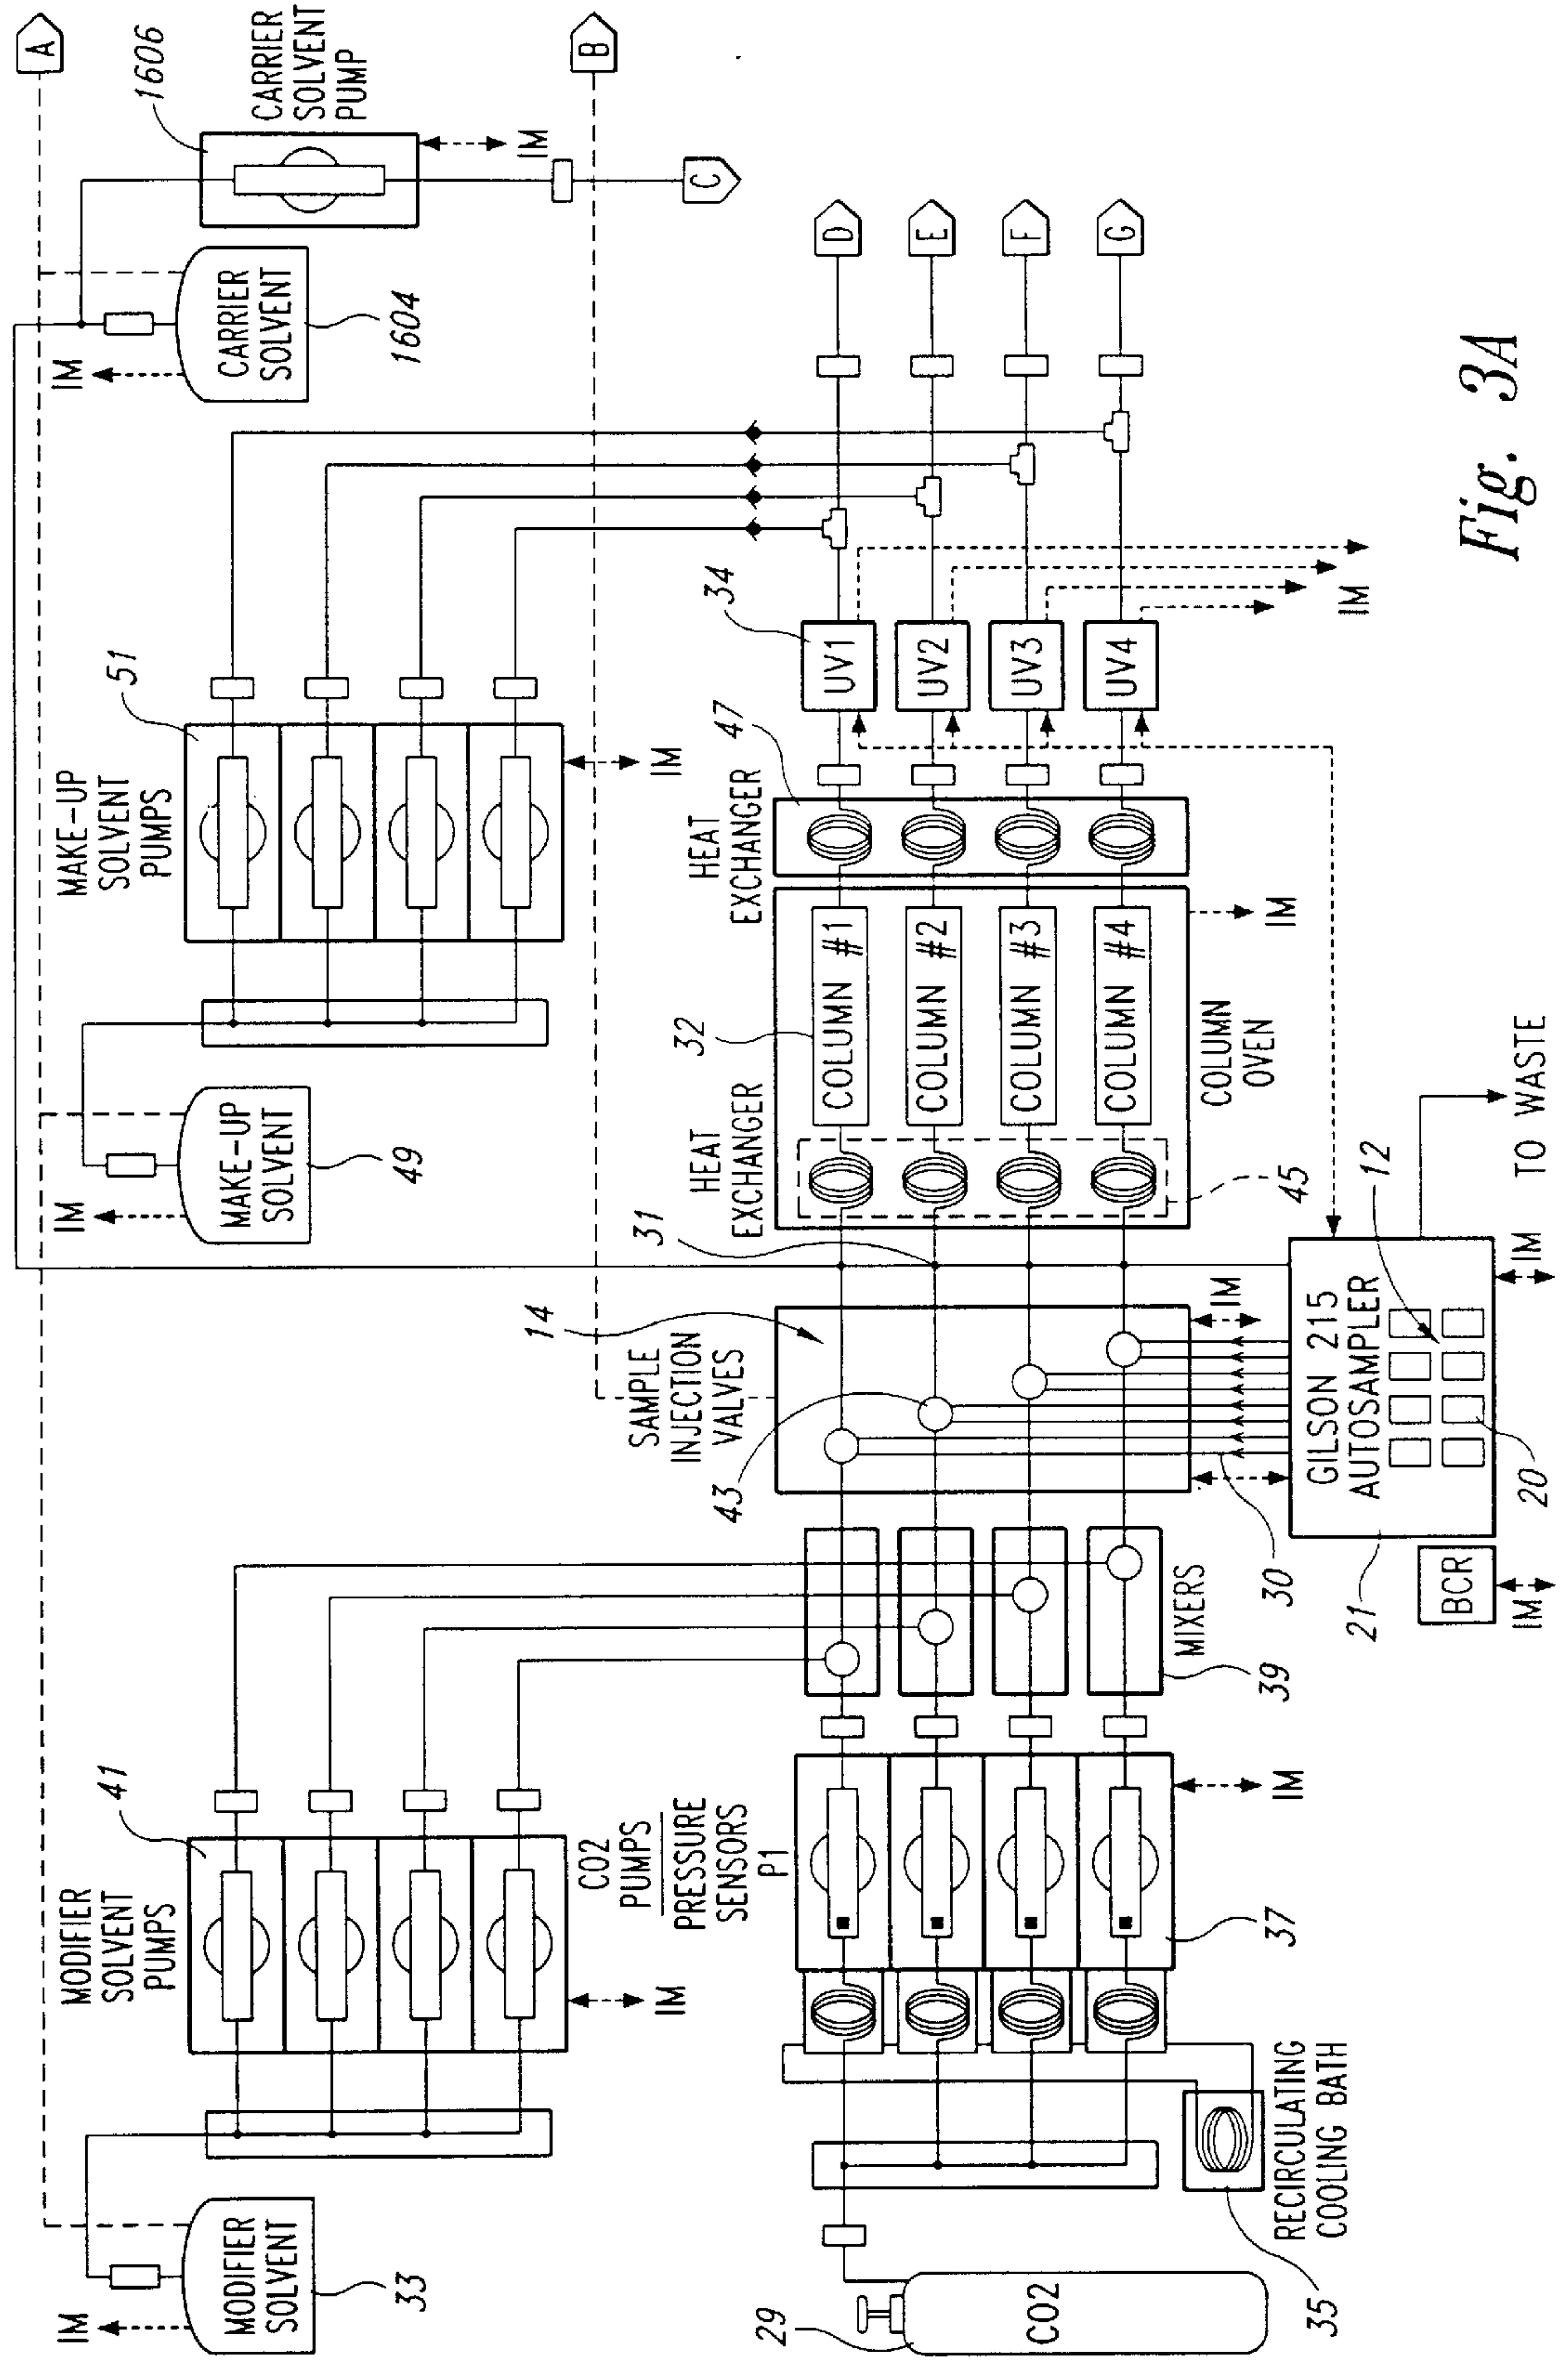 A
1606
CARRIER
SOLVENT
PUMP
IM
B
C
IM
CARRIER
SOLVENT
1604
D
E
F
G
MAKE-UP
SOLVENT
PUMPS
51
IM
34
UV1
UV2
UV3
UV4
IM
HEAT
EXCHANGER
47
IM
MAKE-UP
SOLVENT
49
HEAT
EXCHANGER
32
COLUMN #1
COLUMN #2
COLUMN #3
COLUMN #4
45
COLUMN
OVEN
IM
31
SAMPLE
INJECTION
VALVES
14
43
IM
GILSON 215
AUTOSAMPLER
12
20
21
30
TO WASTE
IM
BCR
IM
MIXERS
39
MODIFIER
SOLVENT
PUMPS
41
IM
CO2
PUMPS
PRESSURE
SENSORS
P1
37
IM
IM
MODIFIER
SOLVENT
33
29
CO2
35
RECIRCULATING
COOLING BATH
Fig. 3A